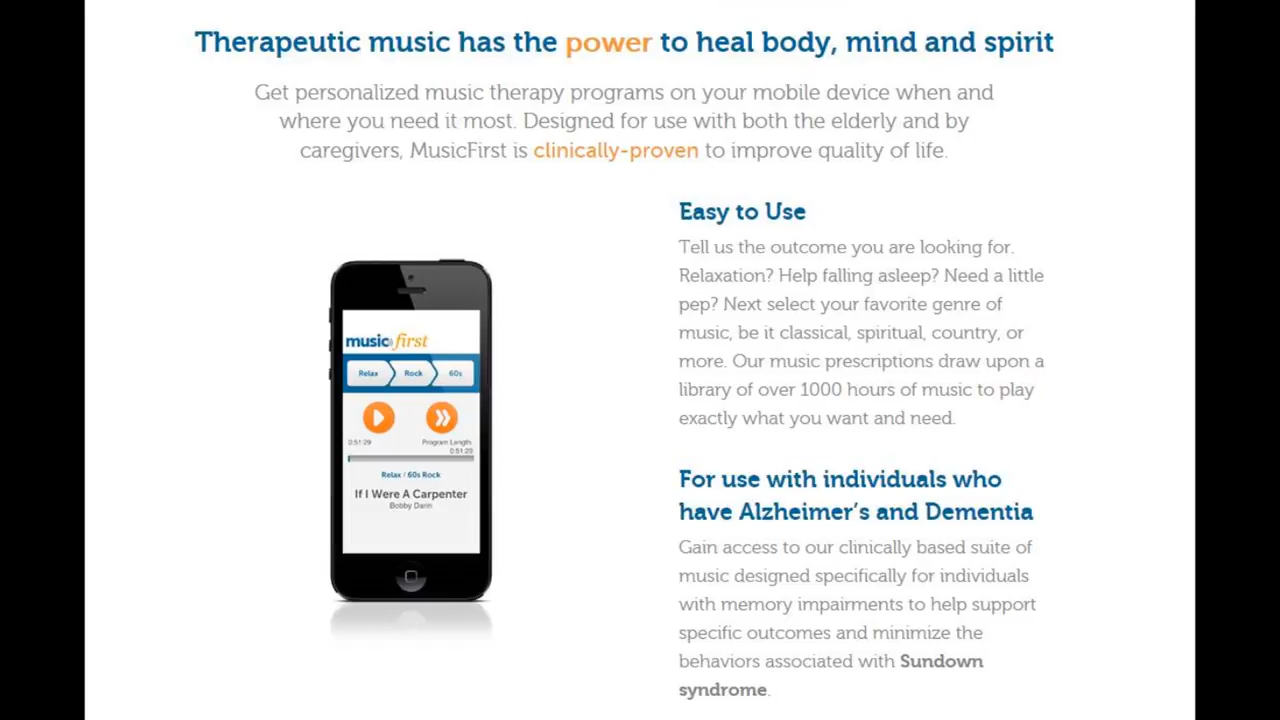 Therapeutic music has the power to heal body, mind and spirit
Get personalized music therapy programs on your mobile device when and
where you need it most. Designed for use with both the elderly and by
caregivers, MusicFirst is clinically-proven to improve quality of life.
music first
Relax Rock 60s
0:51:29 Program Length
0:51:29
Relax / 60s Rock
If I Were A Carpenter
Bobby Darin
Easy to Use
Tell us the outcome you are looking for.
Relaxation? Help falling asleep? Need a little
pep? Next select your favorite genre of
music, be it classical, spiritual, country, or
more. Our music prescriptions draw upon a
library of over 1000 hours of music to play
exactly what you want and need.
For use with individuals who
have Alzheimer's and Dementia
Gain access to our clinically based suite of
music designed specifically for individuals
with memory impairments to help support
specific outcomes and minimize the
behaviors associated with Sundown
syndrome.